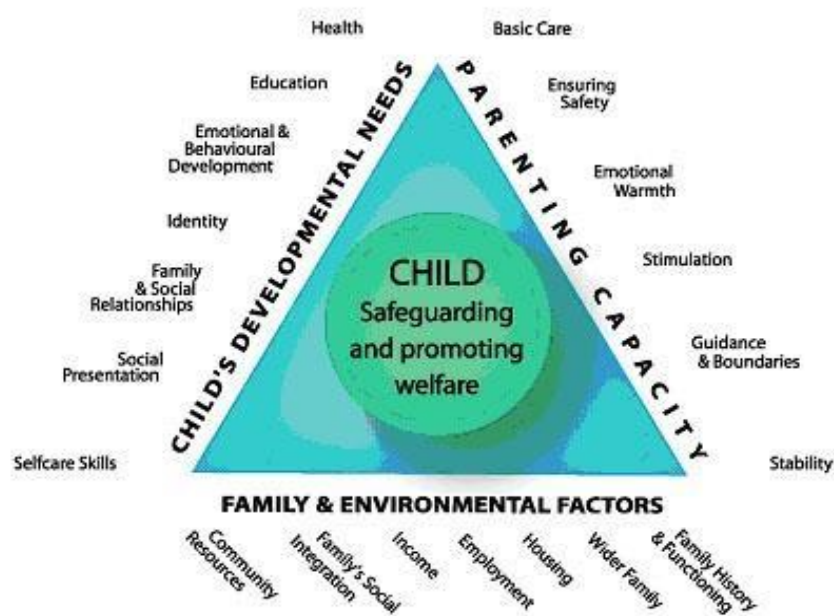 Health
Education
Emotional &
Behavioural
Development
Identity
Family
& Social
Relationships
Social
Presentation
Selfcare Skills
CHILD'S DEVELOPMENTAL NEEDS
Basic Care
Ensuring
Safety
Emotional
Warmth
Stimulation
Guidance
& Boundaries
Stability
PARENTING CAPACITY
CHILD
Safeguarding
and promoting
welfare
FAMILY & ENVIRONMENTAL FACTORS
Community
Resources
Family's Social
Integration
Income
Employment
Housing
Wider Family
Family History
& Functioning